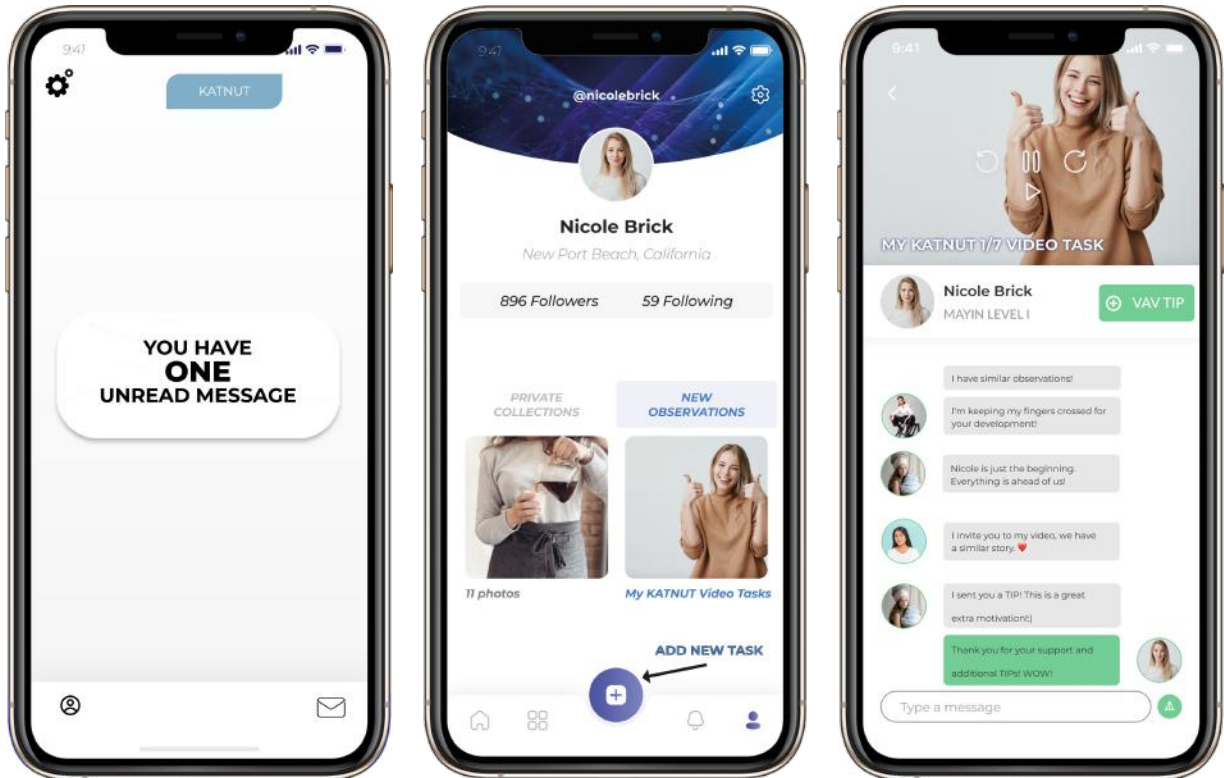 9:41
KATNUT
YOU HAVE
ONE
UNREAD MESSAGE
9:41
@nicolebrick
Nicole Brick
New Port Beach, California
896 Followers
59 Following
PRIVATE
COLLECTIONS
NEW
OBSERVATIONS
11 photos
My KATNUT Video Tasks
ADD NEW TASK
9:41
MY KATNUT 1/7 VIDEO TASK
Nicole Brick
MAYIN LEVEL I
VAV TIP
I have similar observations!
I'm keeping my fingers crossed for
your development!
Nicole is just the beginning.
Everything is ahead of us!
I invite you to my video, we have
a similar story. ❤️
I sent you a TIP! This is a great
extra motivation!:)
Thank you for your support and
additional TIPs! WOW!
Type a message